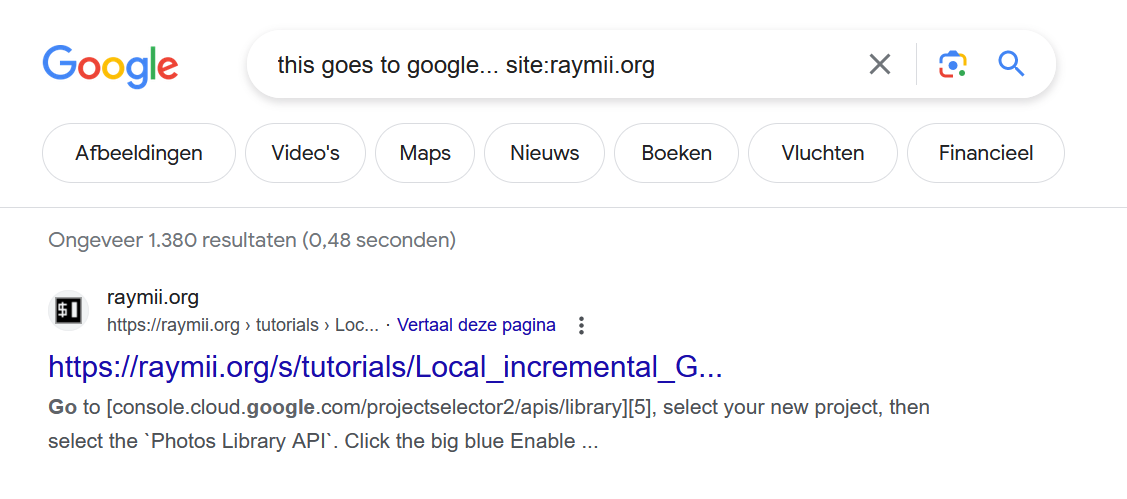 Google
this goes to google... site:raymii.org
Afbeeldingen Video's Maps Nieuws Boeken Vluchten Financieel
Ongeveer 1.380 resultaten (0,48 seconden)
$
raymii.org
https://raymii.org › tutorials › Loc... · Vertaal deze pagina
https://raymii.org/s/tutorials/Local_incremental_G...
Go to [console.cloud.google.com/projectselector2/apis/library][5], select your new project, then
select the `Photos Library API`. Click the big blue Enable ...